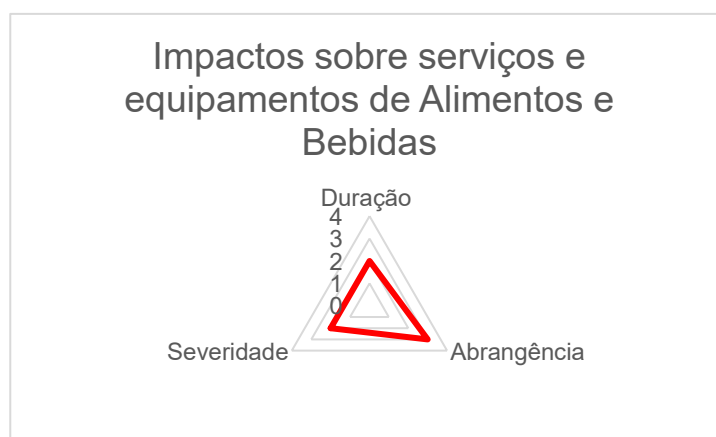 Impactos sobre serviços e
equipamentos de Alimentos e
Bebidas
Duração
4
3
2
1
0
Severidade
Abrangência